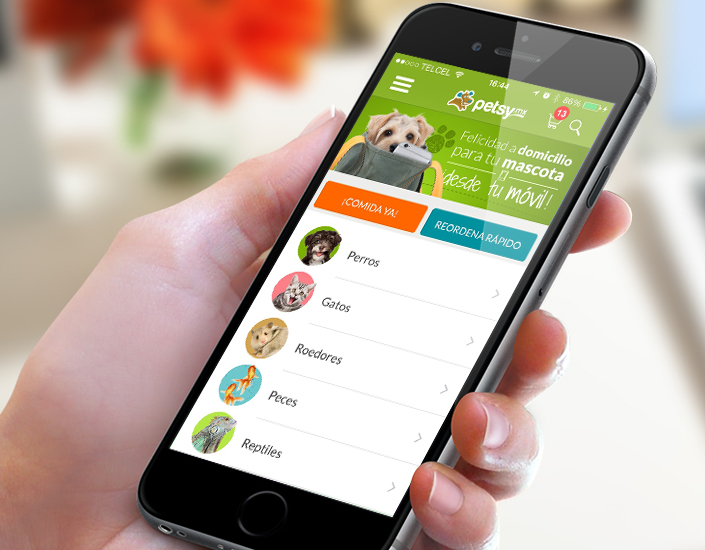 TELCEL 16:44 86%
petsy.mx 13
Felicidad a domicilio
para tu mascota
desde tu móvil!
¡COMIDA YA! REORDENA RÁPIDO
Perros
Gatos
Roedores
Peces
Reptiles